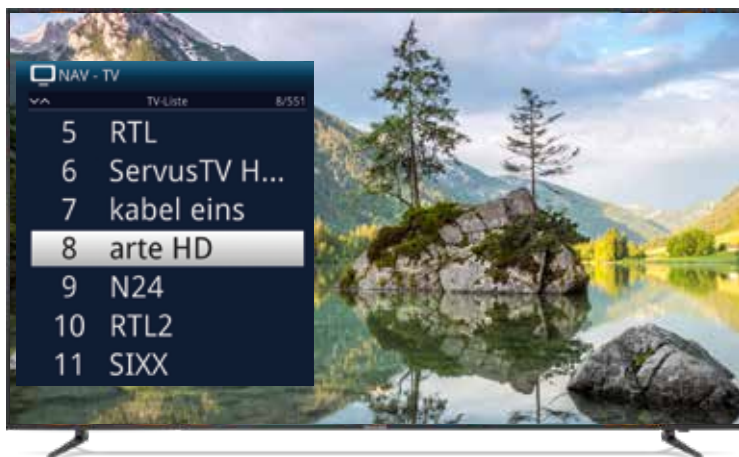 NAV - TV
TV-Liste 8/551
5 RTL
6 ServusTV H...
7 kabel eins
8 arte HD
9 N24
10 RTL2
11 SIXX